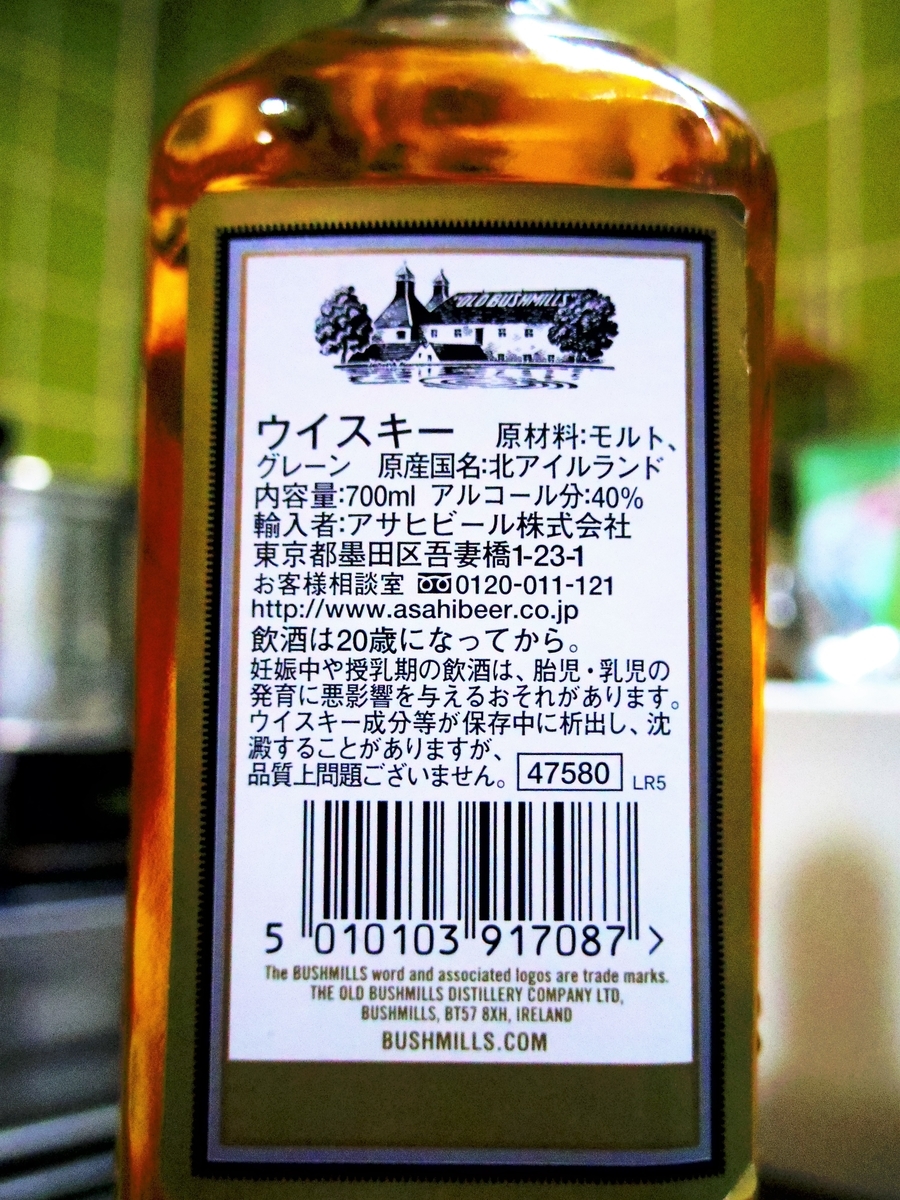 "OLD BUSHMILLS"
ウイスキー 原材料:モルト、
グレーン 原産国名:北アイルランド
内容量:700ml アルコール分:40%
輸入者:アサヒビール株式会社
東京都墨田区吾妻橋1-23-1
お客様相談室 0120-011-121
http://www.asahibeer.co.jp
飲酒は20歳になってから。
妊娠中や授乳期の飲酒は、胎児・乳児の
発育に悪影響を与えるおそれがあります。
ウイスキー成分等が保存中に析出し、沈
澱することがありますが、
品質上問題ございません。 47580 LR5
5 010103 917087 >
The BUSHMILLS word and associated logos are trade marks.
THE OLD BUSHMILLS DISTILLERY COMPANY LTD,
BUSHMILLS, BT57 8XH, IRELAND
BUSHMILLS.COM